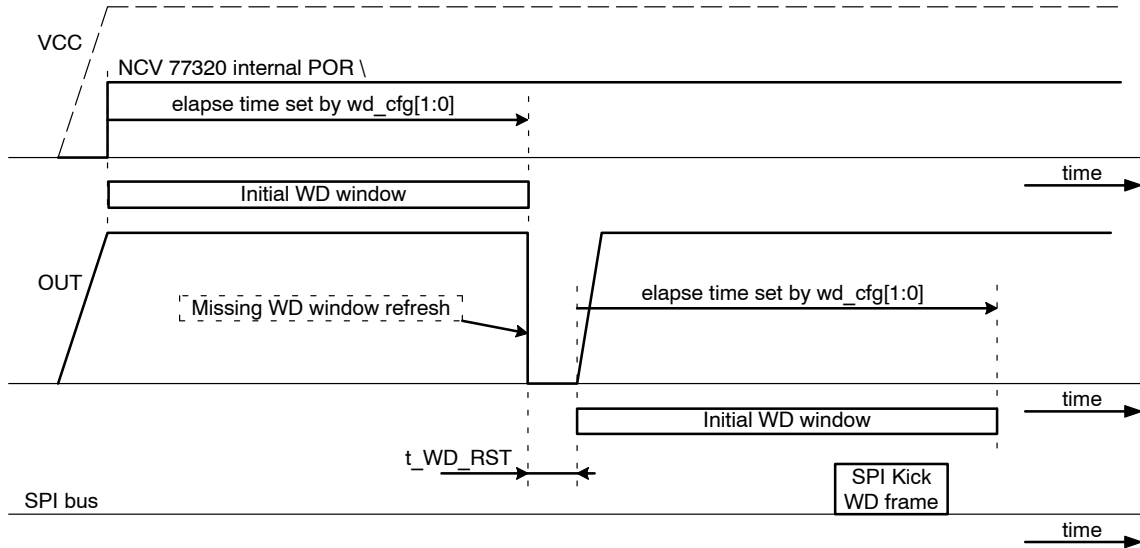 VCC
NCV 77320 internal POR \
elapse time set by wd_cfg[1:0]
time
Initial WD window
OUT
elapse time set by wd_cfg[1:0]
Missing WD window refresh
time
Initial WD window
t_WD_RST
SPI Kick
WD frame
SPI bus
time